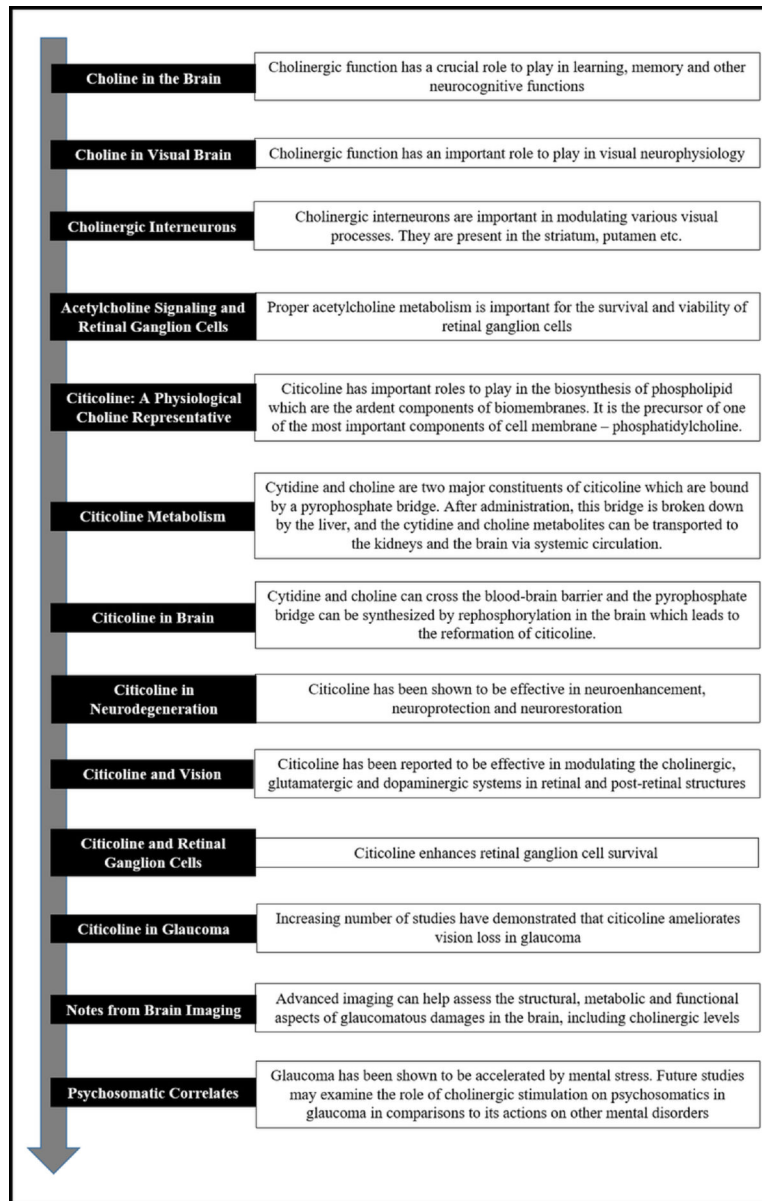 Choline in the Brain
Cholinergic function has a crucial role to play in learning, memory and other
neurocognitive functions
Choline in Visual Brain
Cholinergic function has an important role to play in visual neurophysiology
Cholinergic Interneurons
Cholinergic interneurons are important in modulating various visual
processes. They are present in the striatum, putamen etc.
Acetylcholine Signaling and
Retinal Ganglion Cells
Proper acetylcholine metabolism is important for the survival and viability of
retinal ganglion cells
Citicoline: A Physiological
Choline Representative
Citicoline has important roles to play in the biosynthesis of phospholipid
which are the ardent components of biomembranes. It is the precursor of one
of the most important components of cell membrane – phosphatidylcholine.
Citicoline Metabolism
Cytidine and choline are two major constituents of citicoline which are bound
by a pyrophosphate bridge. After administration, this bridge is broken down
by the liver, and the cytidine and choline metabolites can be transported to
the kidneys and the brain via systemic circulation.
Citicoline in Brain
Cytidine and choline can cross the blood-brain barrier and the pyrophosphate
bridge can be synthesized by rephosphorylation in the brain which leads to
the reformation of citicoline.
Citicoline in
Neurodegeneration
Citicoline has been shown to be effective in neuroenhancement,
neuroprotection and neurorestoration
Citicoline and Vision
Citicoline has been reported to be effective in modulating the cholinergic,
glutamatergic and dopaminergic systems in retinal and post-retinal structures
Citicoline and Retinal
Ganglion Cells
Citicoline enhances retinal ganglion cell survival
Citicoline in Glaucoma
Increasing number of studies have demonstrated that citicoline ameliorates
vision loss in glaucoma
Notes from Brain Imaging
Advanced imaging can help assess the structural, metabolic and functional
aspects of glaucomatous damages in the brain, including cholinergic levels
Psychosomatic Correlates
Glaucoma has been shown to be accelerated by mental stress. Future studies
may examine the role of cholinergic stimulation on psychosomatics in
glaucoma in comparisons to its actions on other mental disorders